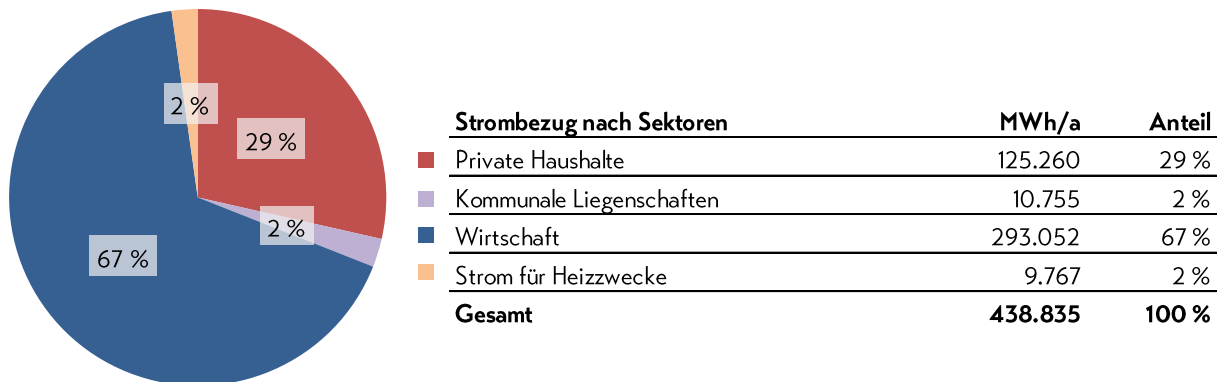 2 %
29 %
2 %
67 %
Strombezug nach Sektoren MWh/a Anteil
Private Haushalte 125.260 29 %
Kommunale Liegenschaften 10.755 2 %
Wirtschaft 293.052 67 %
Strom für Heizzwecke 9.767 2 %
Gesamt 438.835 100 %